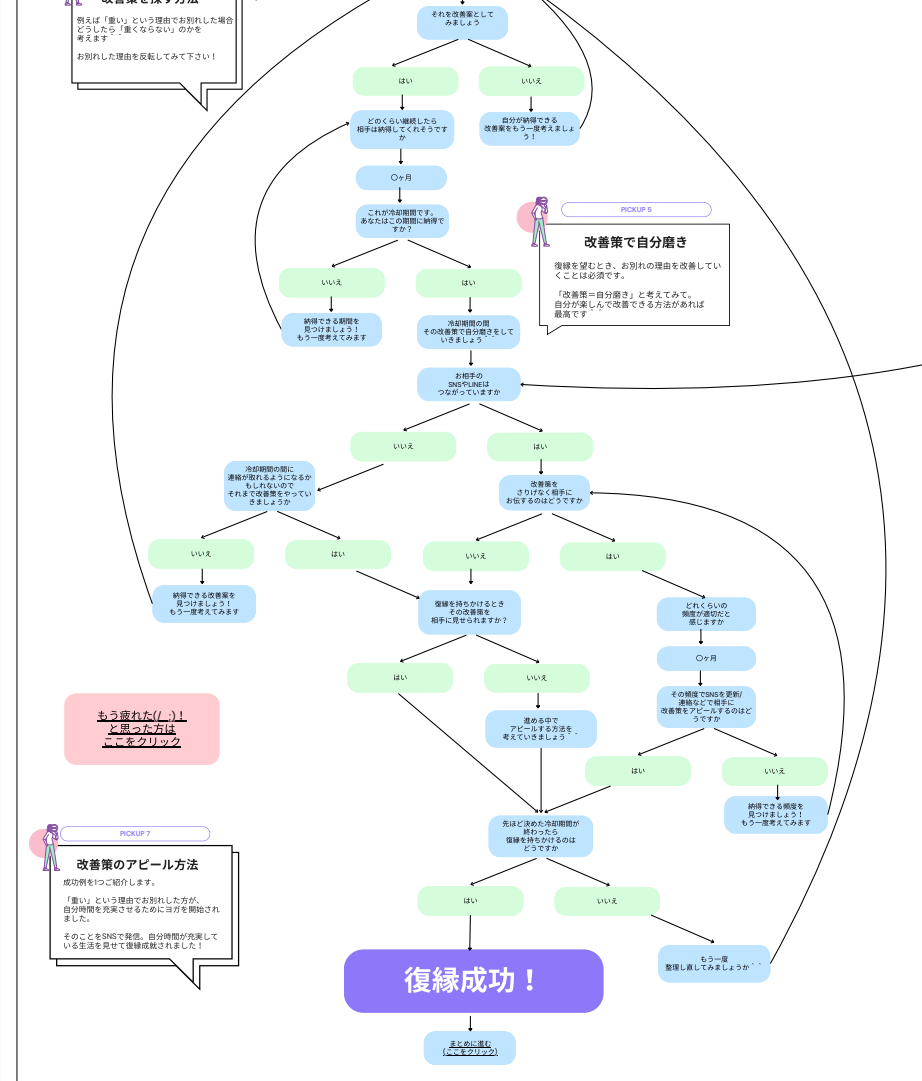 改善策を探す方法
例えば「重い」という理由でお別れした場合
どうしたら「重くならない」のかを
考えます＾＾
お別れした理由を反転してみて下さい！
それを改善案として
みましょう
はい
いいえ
どのくらい継続したら
相手は納得してくれそうです
か
自分が納得できる
改善案をもう一度考えましょ
う！
〇ヶ月
これが冷却期間です。
あなたはこの期間に納得で
すか？
いいえ
はい
納得できる期間を
見つけましょう！
もう一度考えてみます
冷却期間の間
その改善策で自分磨きをして
いきましょう＾＾
PICKUP 5
改善策で自分磨き
復縁を望むとき、お別れの理由を改善してい
くことは必須です。
「改善策＝自分磨き」と考えてみて。
自分が楽しんで改善できる方法があれば
最高です＾＾
お相手の
SNSやLINEは
つながっていますか
いいえ
はい
冷却期間の間に
連絡が取れるようになるか
もしれないので
それまで改善策をやってい
きましょうか
改善策を
さりげなく相手に
お伝するのはどうですか
いいえ
はい
いいえ
はい
納得できる改善案を
見つけましょう！
もう一度考えてみます
復縁を持ちかけるとき
その改善策を
相手に見せられますか？
どれくらいの
頻度が適切だと
感じますか
〇ヶ月
はい
いいえ
その頻度でSNSを更新/
連絡などで相手に
改善策をアピールするのはど
うですか
進める中で
アピールする方法を
考えていきましょう＾＾
はい
いいえ
納得できる頻度を
見つけましょう！
もう一度考えてみます
もう疲れた(/_;)！
と思った方は
ここをクリック
先ほど決めた冷却期間が
終わったら
復縁を持ちかけるのは
どうですか
PICKUP 7
改善策のアピール方法
成功例を1つご紹介します。
「重い」という理由でお別れした方が、
自分時間を充実させるためにヨガを開始され
ました。
そのことをSNSで発信。自分時間が充実して
いる生活を見せて復縁成就されました！
はい
いいえ
もう一度
整理し直してみましょうか＾＾
復縁成功！
まとめに進む
(ここをクリック)